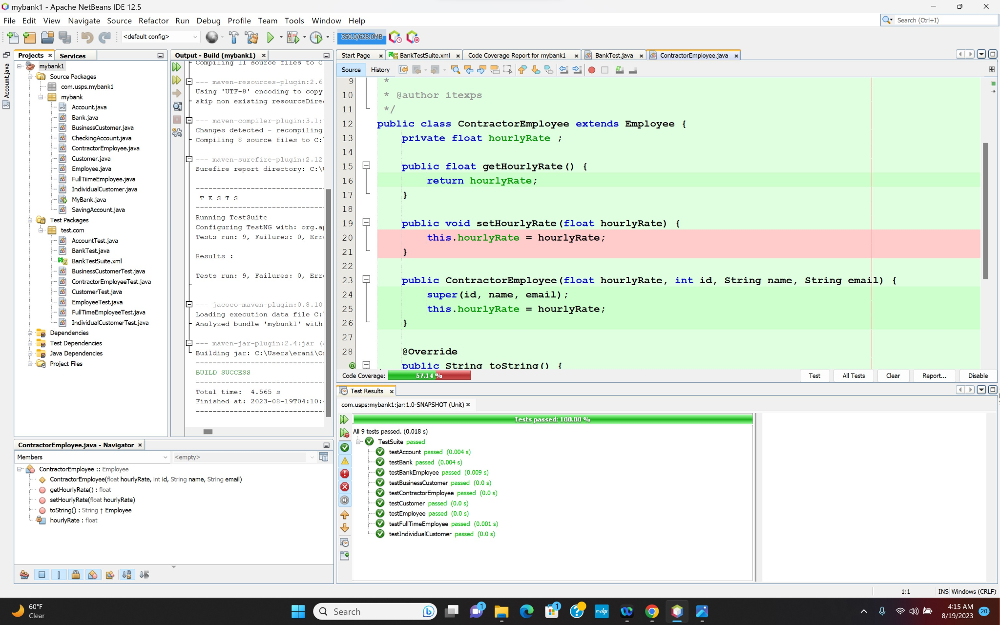 mybank1 - Apache NetBeans IDE 12.5
File Edit View Navigate Source Refactor Run Debug Profile Team Tools Window Help
Search (Ctrl+I)
<default config>
350.0/628.0MB
Account.java
Projects
Services
mybank1
Source Packages
com.usps.mybank1
mybank
Account.java
Bank.java
BusinessCustomer.java
CheckingAccount.java
ContractorEmployee.java
Customer.java
Employee.java
FullTiimeEmployee.java
IndividualCustomer.java
MyBank.java
SavingAccount.java
Test Packages
test.com
AccountTest.java
BankTest.java
BankTestSuite.xml
BusinessCustomerTest.java
ContractorEmployeeTest.java
CustomerTest.java
EmployeeTest.java
FullTimeEmployeeTest.java
IndividualCustomerTest.java
Dependencies
Test Dependencies
Java Dependencies
Project Files
Output - Build (mybank1)
Compiling 11 source files to C
--- maven-resources-plugin:2.6
Using 'UTF-8' encoding to copy
skip non existing resourceDire
--- maven-compiler-plugin:3.1:
Changes detected - recompiling
Compiling 8 source files to C:
--- maven-surefire-plugin:2.12
Surefire report directory: C:\
-------------------------------
T E S T S
-------------------------------
Running TestSuite
Configuring TestNG with: org.ap
Tests run: 9, Failures: 0, Err
Results :
Tests run: 9, Failures: 0, Err
--- jacoco-maven-plugin:0.8.10
Loading execution data file C:
Analyzed bundle 'mybank1' with
--- maven-jar-plugin:2.4:jar (
Building jar: C:\Users\erani\O
-------------------------------
BUILD SUCCESS
-------------------------------
Total time:  4.565 s
Finished at: 2023-08-19T04:10:
-------------------------------
Start Page
BankTestSuite.xml
Code Coverage Report for mybank1
BankTest.java
ContractorEmployee.java
Source History
9 *
10 * @author itexps
11 */
12 public class ContractorEmployee extends Employee {
13 private float hourlyRate ;
14
15 public float getHourlyRate() {
16 return hourlyRate;
17 }
18
19 public void setHourlyRate(float hourlyRate) {
20 this.hourlyRate = hourlyRate;
21 }
22
23 public ContractorEmployee(float hourlyRate, int id, String name, String email) {
24 super(id, name, email);
25 this.hourlyRate = hourlyRate;
26 }
27
28 @Override
public String toString() {
Code Coverage: 57.14 %
Test
All Tests
Clear
Report...
Disable
Test Results
com.usps:mybank1:jar:1.0-SNAPSHOT (Unit)
Tests passed: 100.00 %
All 9 tests passed. (0.018 s)
TestSuite passed
testAccount passed (0.004 s)
testBank passed (0.004 s)
testBankEmployee passed (0.009 s)
testBusinessCustomer passed (0.0 s)
testContractorEmployee passed (0.0 s)
testCustomer passed (0.0 s)
testEmployee passed (0.0 s)
testFullTimeEmployee passed (0.001 s)
testIndividualCustomer passed (0.0 s)
ContractorEmployee.java - Navigator
Members
<empty>
ContractorEmployee :: Employee
ContractorEmployee(float hourlyRate, int id, String name, String email)
getHourlyRate() : float
setHourlyRate(float hourlyRate)
toString() : String ↑ Employee
hourlyRate : float
1:1
INS
Windows (CRLF)
60°F
Clear
Search
1
1
myhp
4:15 AM
8/19/2023
20